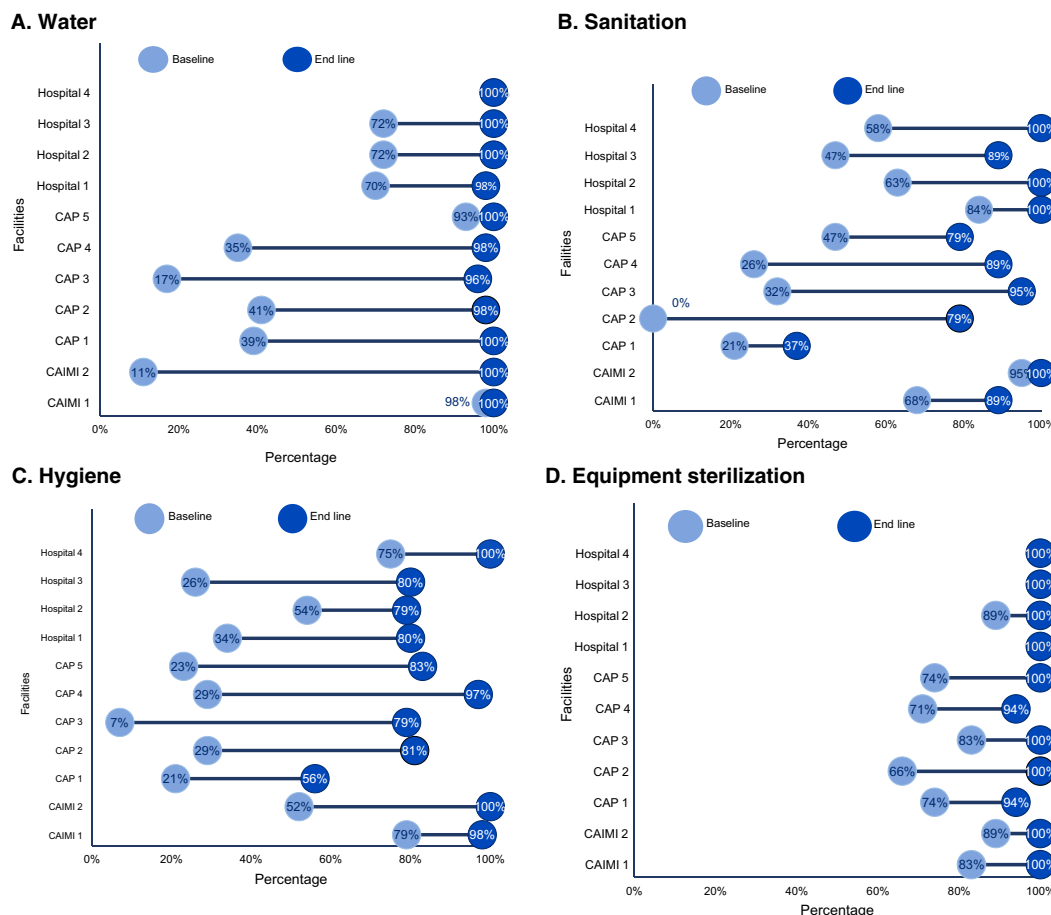 A. Water
Baseline
End line
Facilities
Hospital 4
100%
Hospital 3
72%
100%
Hospital 2
72%
100%
Hospital 1
70%
98%
CAP 5
93%
100%
CAP 4
35%
98%
CAP 3
17%
96%
CAP 2
41%
98%
CAP 1
39%
100%
CAIMI 2
11%
100%
CAIMI 1
98%
100%
0%
20%
40%
60%
80%
100%
Percentage
B. Sanitation
Baseline
End line
Failities
Hospital 4
58%
100%
Hospital 3
47%
89%
Hospital 2
63%
100%
Hospital 1
84%
100%
CAP 5
47%
79%
CAP 4
26%
89%
CAP 3
32%
95%
CAP 2
0%
79%
CAP 1
21%
37%
CAIMI 2
95%
100%
CAIMI 1
68%
89%
0%
20%
40%
60%
80%
100%
Percentage
C. Hygiene
Baseline
End line
Facilities
Hospital 4
75%
100%
Hospital 3
26%
80%
Hospital 2
54%
79%
Hospital 1
34%
80%
CAP 5
23%
83%
CAP 4
29%
97%
CAP 3
7%
79%
CAP 2
29%
81%
CAP 1
21%
56%
CAIMI 2
52%
100%
CAIMI 1
79%
98%
0%
20%
40%
60%
80%
100%
Percentage
D. Equipment sterilization
Baseline
End line
Facilities
Hospital 4
100%
Hospital 3
100%
Hospital 2
89%
100%
Hospital 1
100%
CAP 5
74%
100%
CAP 4
71%
94%
CAP 3
83%
100%
CAP 2
66%
100%
CAP 1
74%
94%
CAIMI 2
89%
100%
CAIMI 1
83%
100%
0%
20%
40%
60%
80%
100%
Percentage